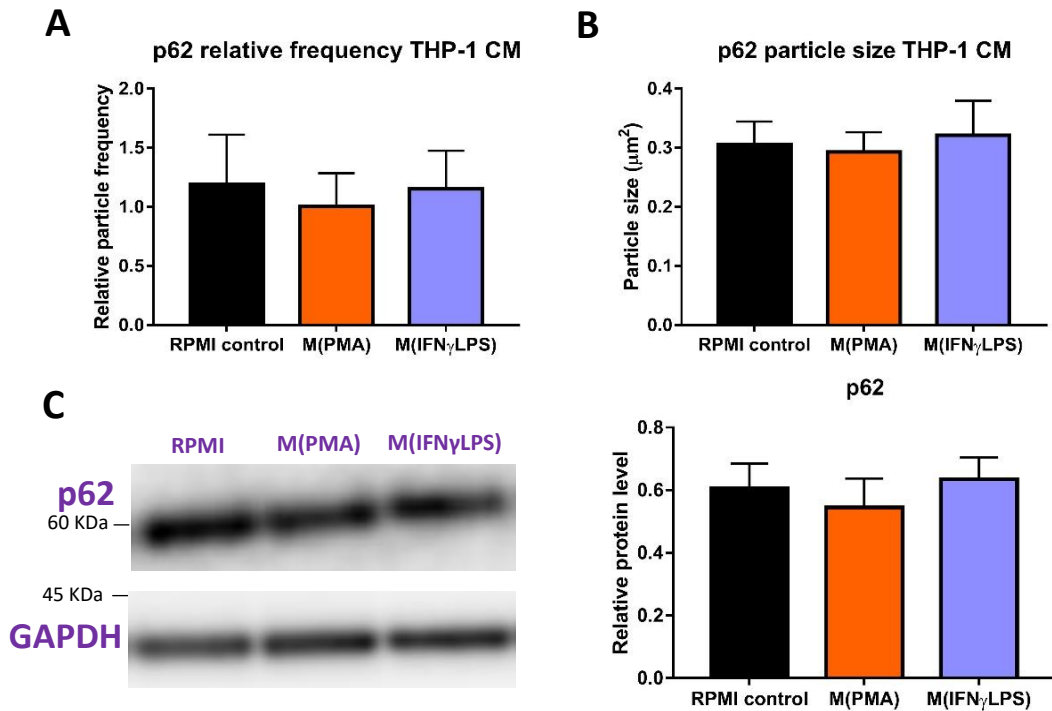 A
p62 relative frequency THP-1 CM
Relative particle frequency
2.0
1.5
1.0
0.5
0.0
RPMI control
M(PMA)
M(IFNγLPS)
B
p62 particle size THP-1 CM
Particle size (μm²)
0.4
0.3
0.2
0.1
0.0
RPMI control
M(PMA)
M(IFNγLPS)
C
RPMI
M(PMA)
M(IFNγLPS)
p62
60 KDa
45 KDa
GAPDH
p62
Relative protein level
0.8
0.6
0.4
0.2
0.0
RPMI control
M(PMA)
M(IFNγLPS)